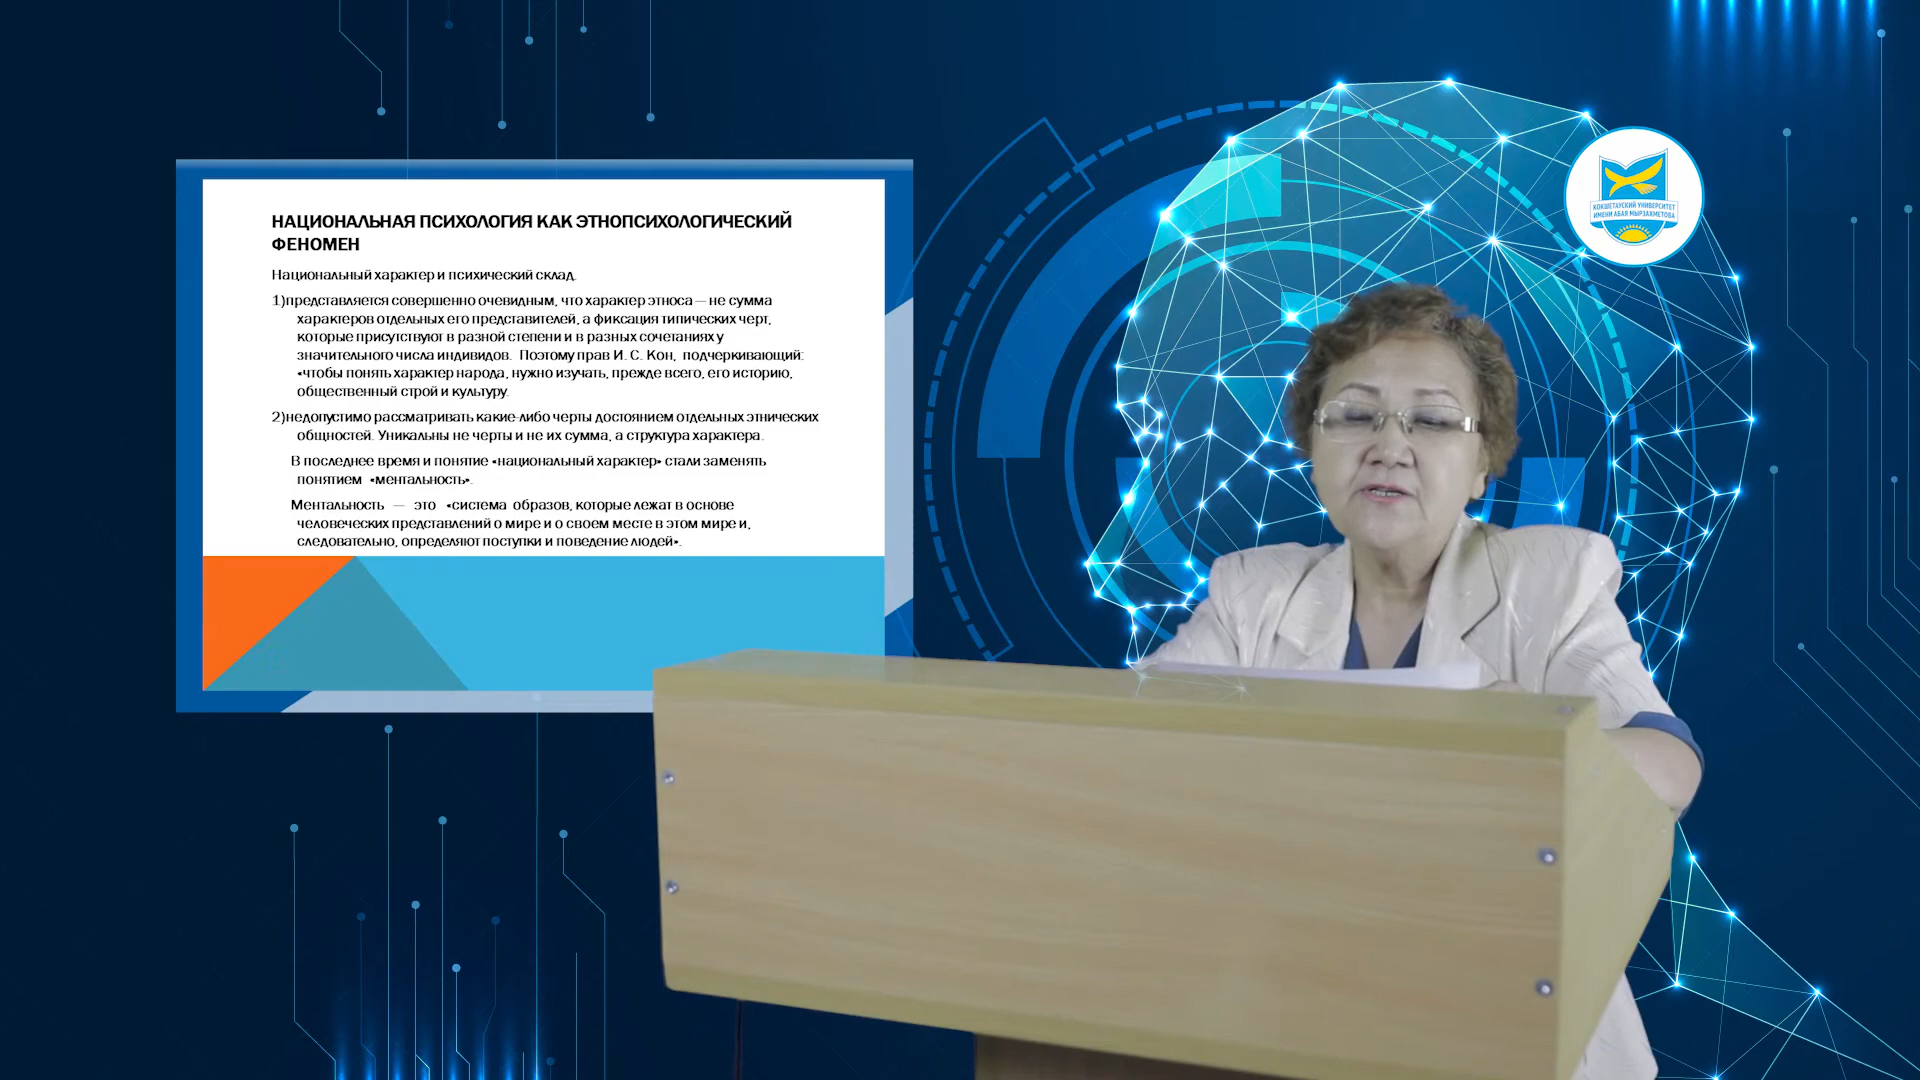 НАЦИОНАЛЬНАЯ ПСИХОЛОГИЯ КАК ЭТНОПСИХОЛОГИЧЕСКИЙ
ФЕНОМЕН
Национальный характер и психический склад.
1)представляется совершенно очевидным, что характер этноса — не сумма
характеров отдельных его представителей, а фиксация типических черт,
которые присутствуют в разной степени и в разных сочетаниях у
значительного числа индивидов. Поэтому прав И. С. Кон, подчеркивающий:
«чтобы понять характер народа, нужно изучать, прежде всего, его историю,
общественный строй и культуру.
2)недопустимо рассматривать какие-либо черты достоянием отдельных этнических
общностей. Уникальны не черты и не их сумма, а структура характера.
В последнее время и понятие «национальный характер» стали заменять
понятием «ментальность».
Ментальность — это «система образов, которые лежат в основе
человеческих представлений о мире и о своем месте в этом мире и,
следовательно, определяют поступки и поведение людей».
КОКШЕТАУСКИЙ УНИВЕРСИТЕТ
ИМЕНИ АБАЯ МЫРЗАХМЕТОВА